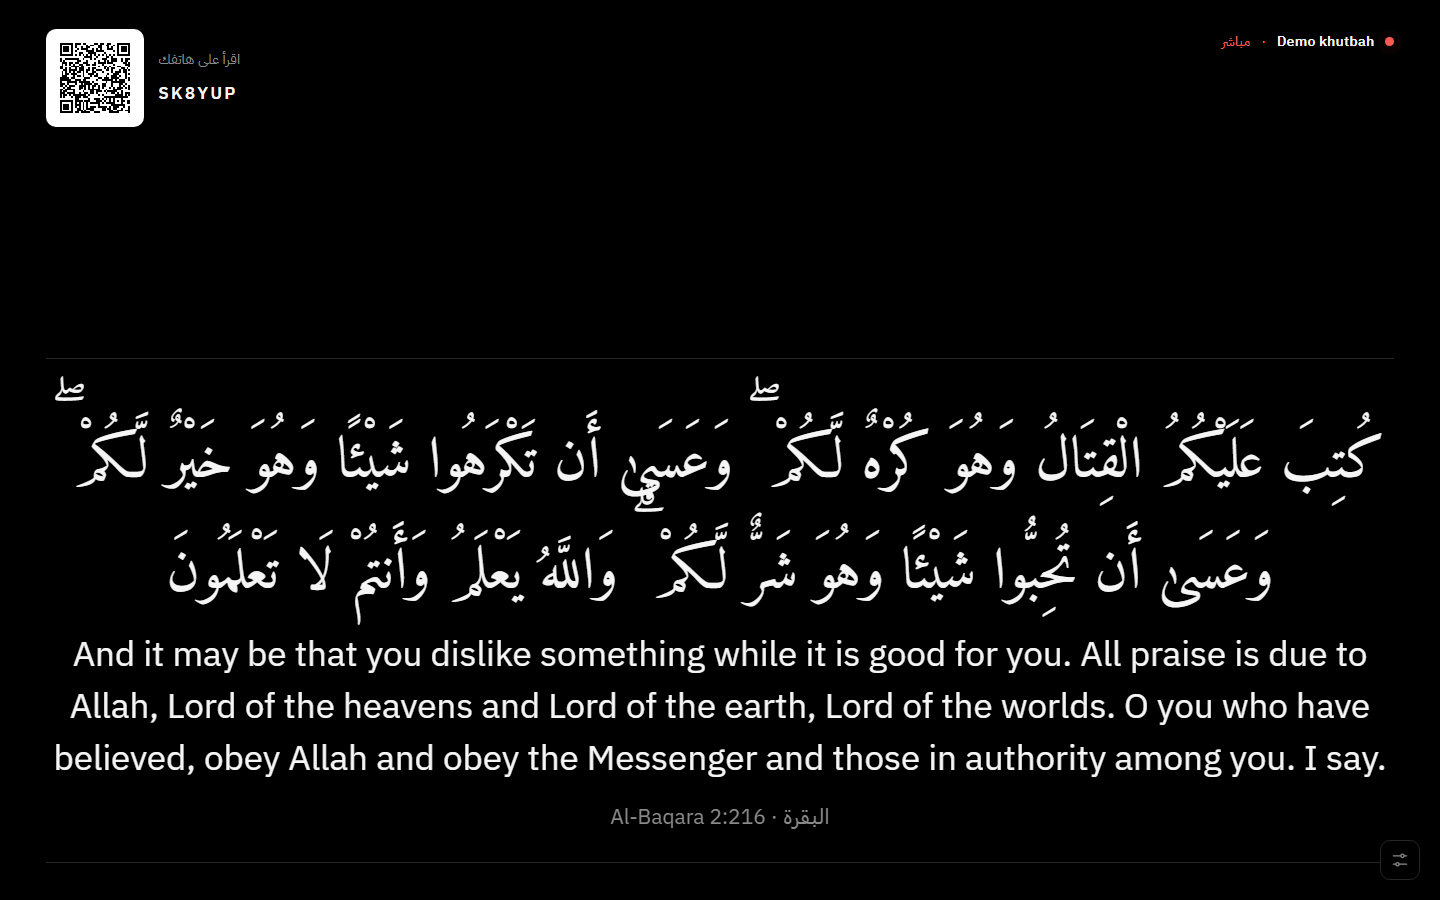 اقرأ على هاتفك
SK8YUP
مباشر · Demo khutbah
كُتِبَ عَلَيْكُمُ الْقِتَالُ وَهُوَ كُرْهٌ لَّكُمْ ۖ وَعَسَىٰ أَن تَكْرَهُوا شَيْئًا وَهُوَ خَيْرٌ لَّكُمْ ۖ
وَعَسَىٰ أَن تُحِبُّوا شَيْئًا وَهُوَ شَرٌّ لَّكُمْ ۗ وَاللَّهُ يَعْلَمُ وَأَنتُمْ لَا تَعْلَمُونَ
And it may be that you dislike something while it is good for you. All praise is due to
Allah, Lord of the heavens and Lord of the earth, Lord of the worlds. O you who have
believed, obey Allah and obey the Messenger and those in authority among you. I say.
Al-Baqara 2:216 · البقرة